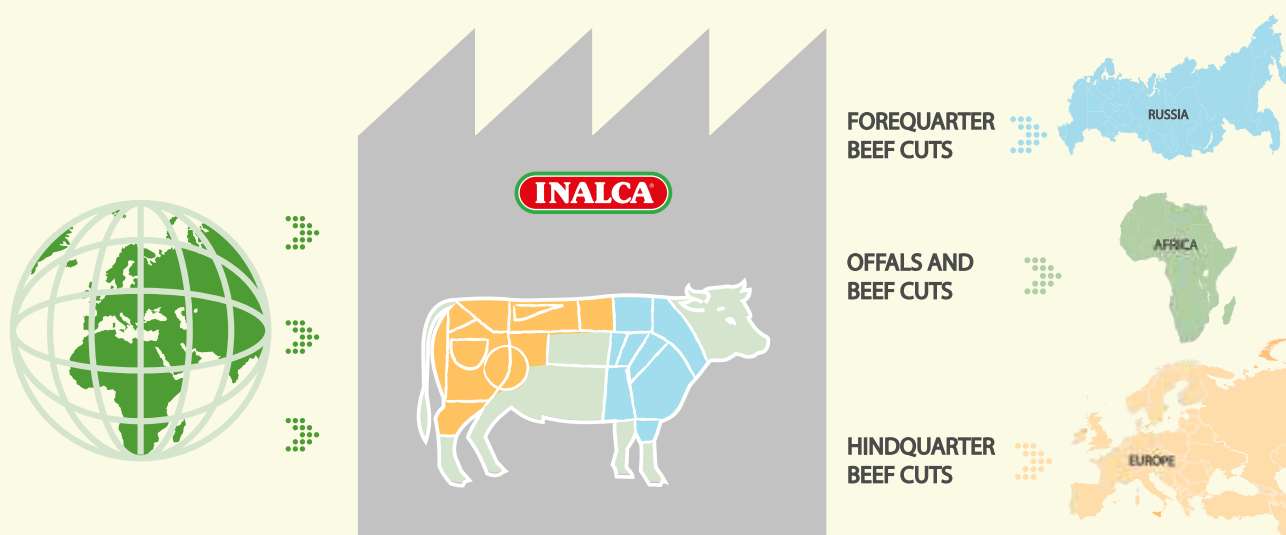 INALCA®
FOREQUARTER
BEEF CUTS
RUSSIA
OFFALS AND
BEEF CUTS
AFRICA
HINDQUARTER
BEEF CUTS
EUROPE